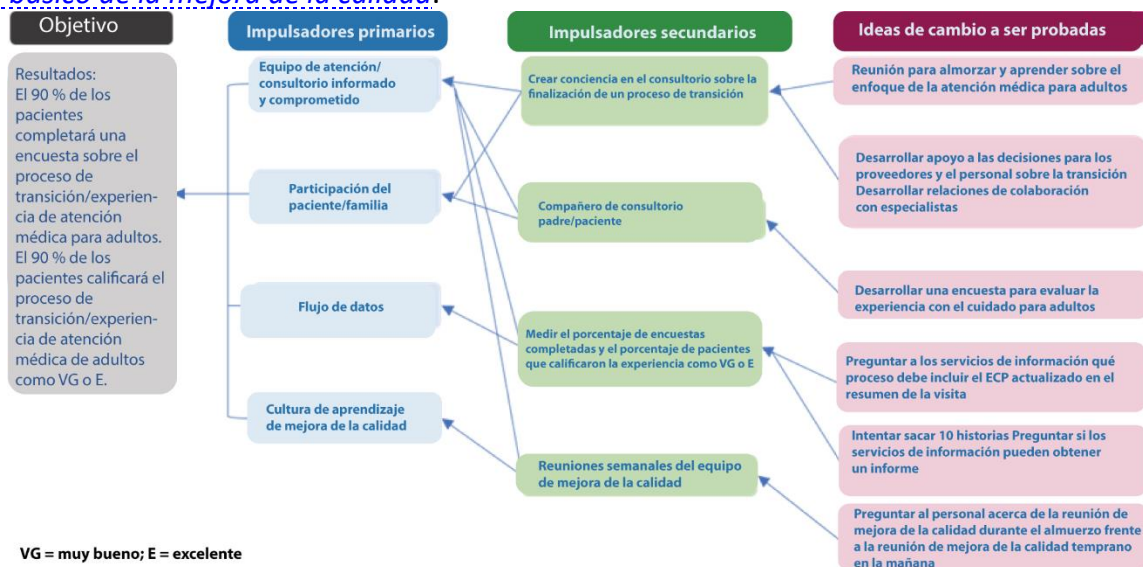 básico de la mejora de la calidad.
Objetivo
Impulsadores primarios
Impulsadores secundarios
Ideas de cambio a ser probadas
Resultados:
El 90 % de los
pacientes
completará una
encuesta sobre el
proceso de
transición/experien-
cia de atención
médica para adultos.
El 90 % de los
pacientes calificará el
proceso de
transición/experien-
cia de atención
médica de adultos
como VG o E.
Equipo de atención/
consultorio informado
y comprometido
Participación del
paciente/familia
Flujo de datos
Cultura de aprendizaje
de mejora de la calidad
Crear conciencia en el consultorio sobre la
finalización de un proceso de transición
Compañero de consultorio
padre/paciente
Medir el porcentaje de encuestas
completadas y el porcentaje de pacientes
que calificaron la experiencia como VG o E
Reuniones semanales del equipo
de mejora de la calidad
Reunión para almorzar y aprender sobre el
enfoque de la atención médica para adultos
Desarrollar apoyo a las decisiones para los
proveedores y el personal sobre la transición
Desarrollar relaciones de colaboración
con especialistas
Desarrollar una encuesta para evaluar la
experiencia con el cuidado para adultos
Preguntar a los servicios de información qué
proceso debe incluir el ECP actualizado en el
resumen de la visita
Intentar sacar 10 historias Preguntar si los
servicios de información pueden obtener
un informe
Preguntar al personal acerca de la reunión de
mejora de la calidad durante el almuerzo frente
a la reunión de mejora de la calidad temprano
en la mañana
VG = muy bueno; E = excelente